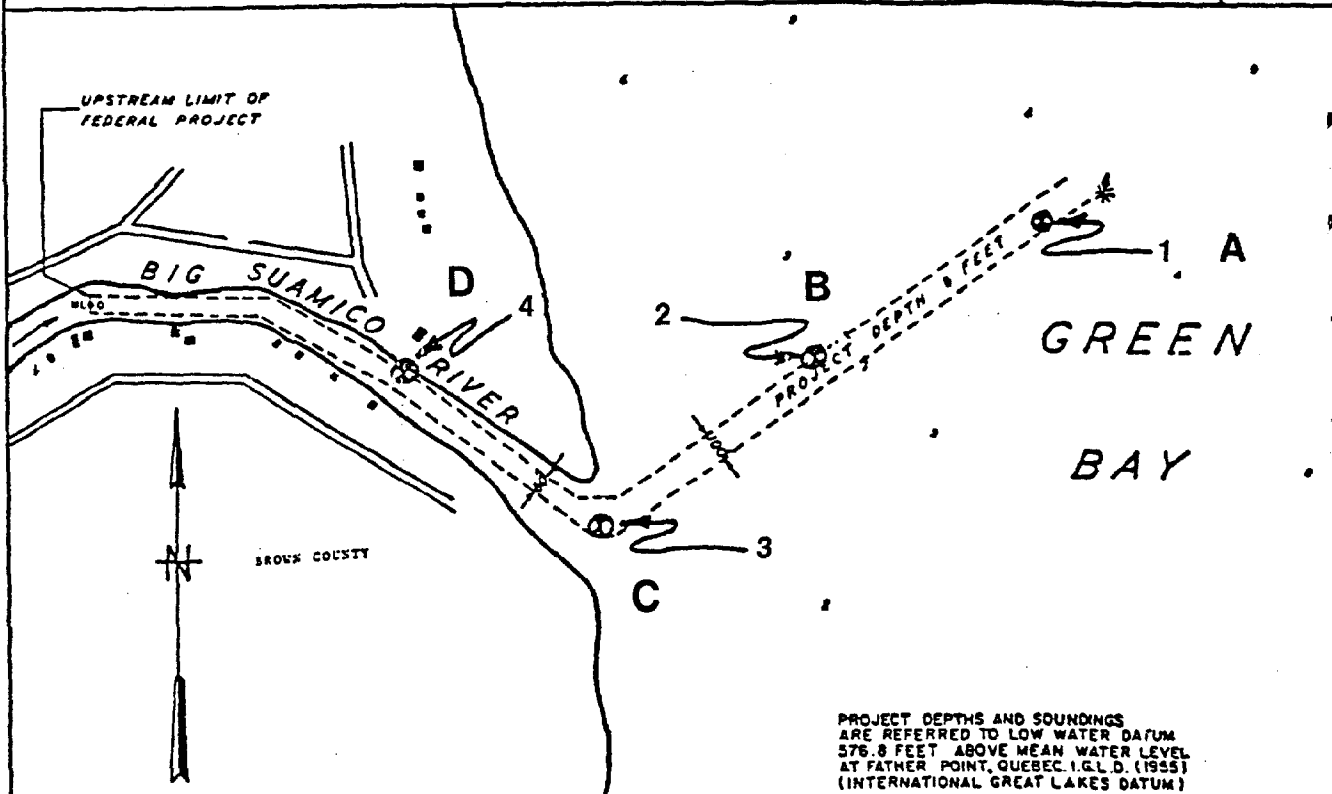 UPSTREAM LIMIT OF
FEDERAL PROJECT
BIG SUAMICO RIVER
D
4
2
B
PROJECT DEPTH 8 FEET
1
A
GREEN
BAY
3
C
N
BROWN COUNTY
PROJECT DEPTHS AND SOUNDINGS
ARE REFERRED TO LOW WATER DATUM
576.8 FEET ABOVE MEAN WATER LEVEL
AT FATHER POINT, QUEBEC. I.G.L.D. (1955)
(INTERNATIONAL GREAT LAKES DATUM)